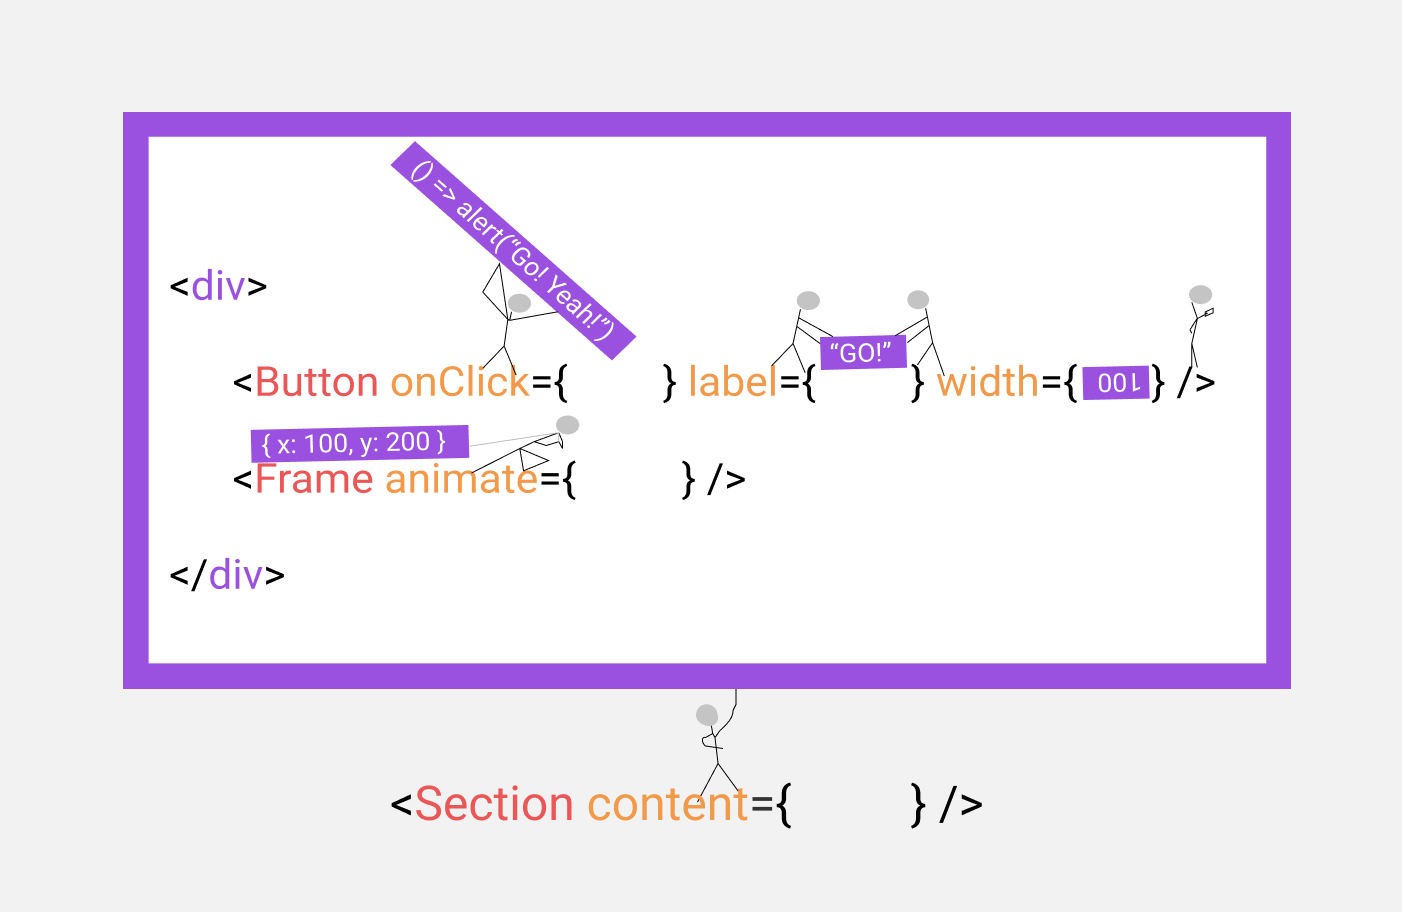 () => alert(“Go! Yeah!”)
<div>
“GO!”
<Button onClick={ } label={ } width={ 100 } />
{ x: 100, y: 200 }
<Frame animate={ } />
</div>
<Section content={ } />